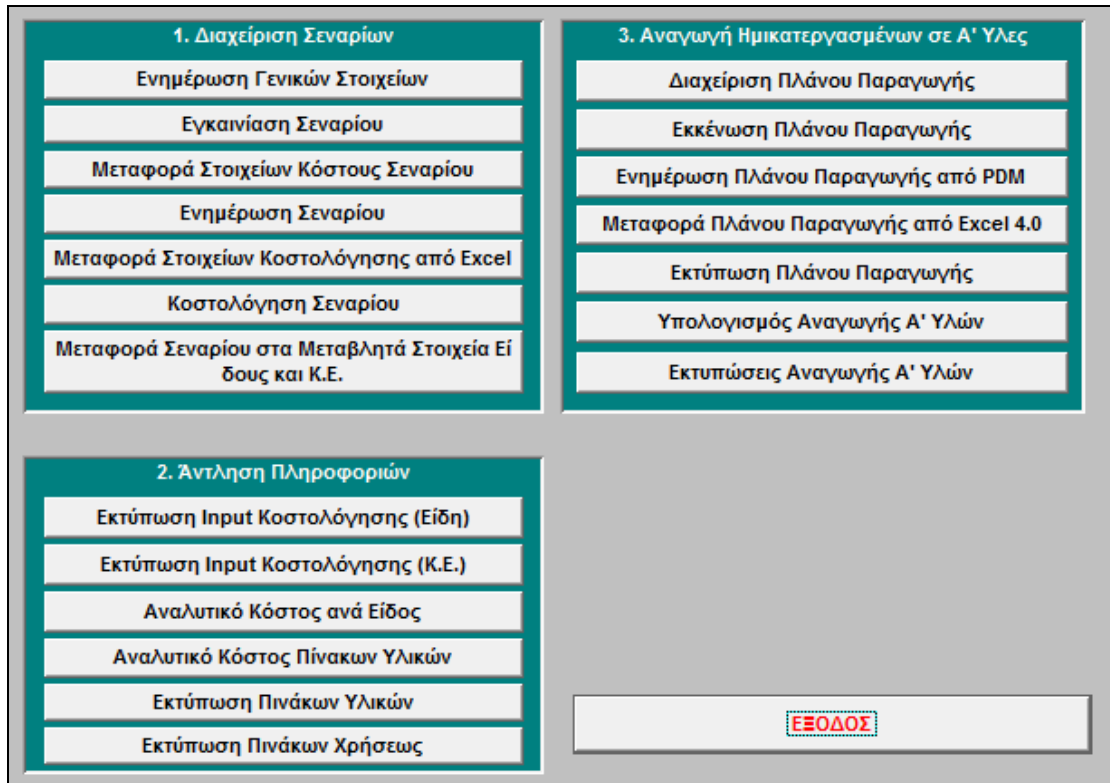 1. Διαχείριση Σεναρίων
Ενημέρωση Γενικών Στοιχείων
Εγκαινίαση Σεναρίου
Μεταφορά Στοιχείων Κόστους Σεναρίου
Ενημέρωση Σεναρίου
Μεταφορά Στοιχείων Κοστολόγησης από Excel
Κοστολόγηση Σεναρίου
Μεταφορά Σεναρίου στα Μεταβλητά Στοιχεία Εί
δους και Κ.Ε.
3. Αναγωγή Ημικατεργασμένων σε Α' Υλες
Διαχείριση Πλάνου Παραγωγής
Εκκένωση Πλάνου Παραγωγής
Ενημέρωση Πλάνου Παραγωγής από PDM
Μεταφορά Πλάνου Παραγωγής από Excel 4.0
Εκτύπωση Πλάνου Παραγωγής
Υπολογισμός Αναγωγής Α' Υλών
Εκτυπώσεις Αναγωγής Α' Υλών
2. Άντληση Πληροφοριών
Εκτύπωση Input Κοστολόγησης (Είδη)
Εκτύπωση Input Κοστολόγησης (Κ.Ε.)
Αναλυτικό Κόστος ανά Είδος
Αναλυτικό Κόστος Πίνακων Υλικών
Εκτύπωση Πινάκων Υλικών
Εκτύπωση Πινάκων Χρήσεως
ΕΞΟΔΟΣ